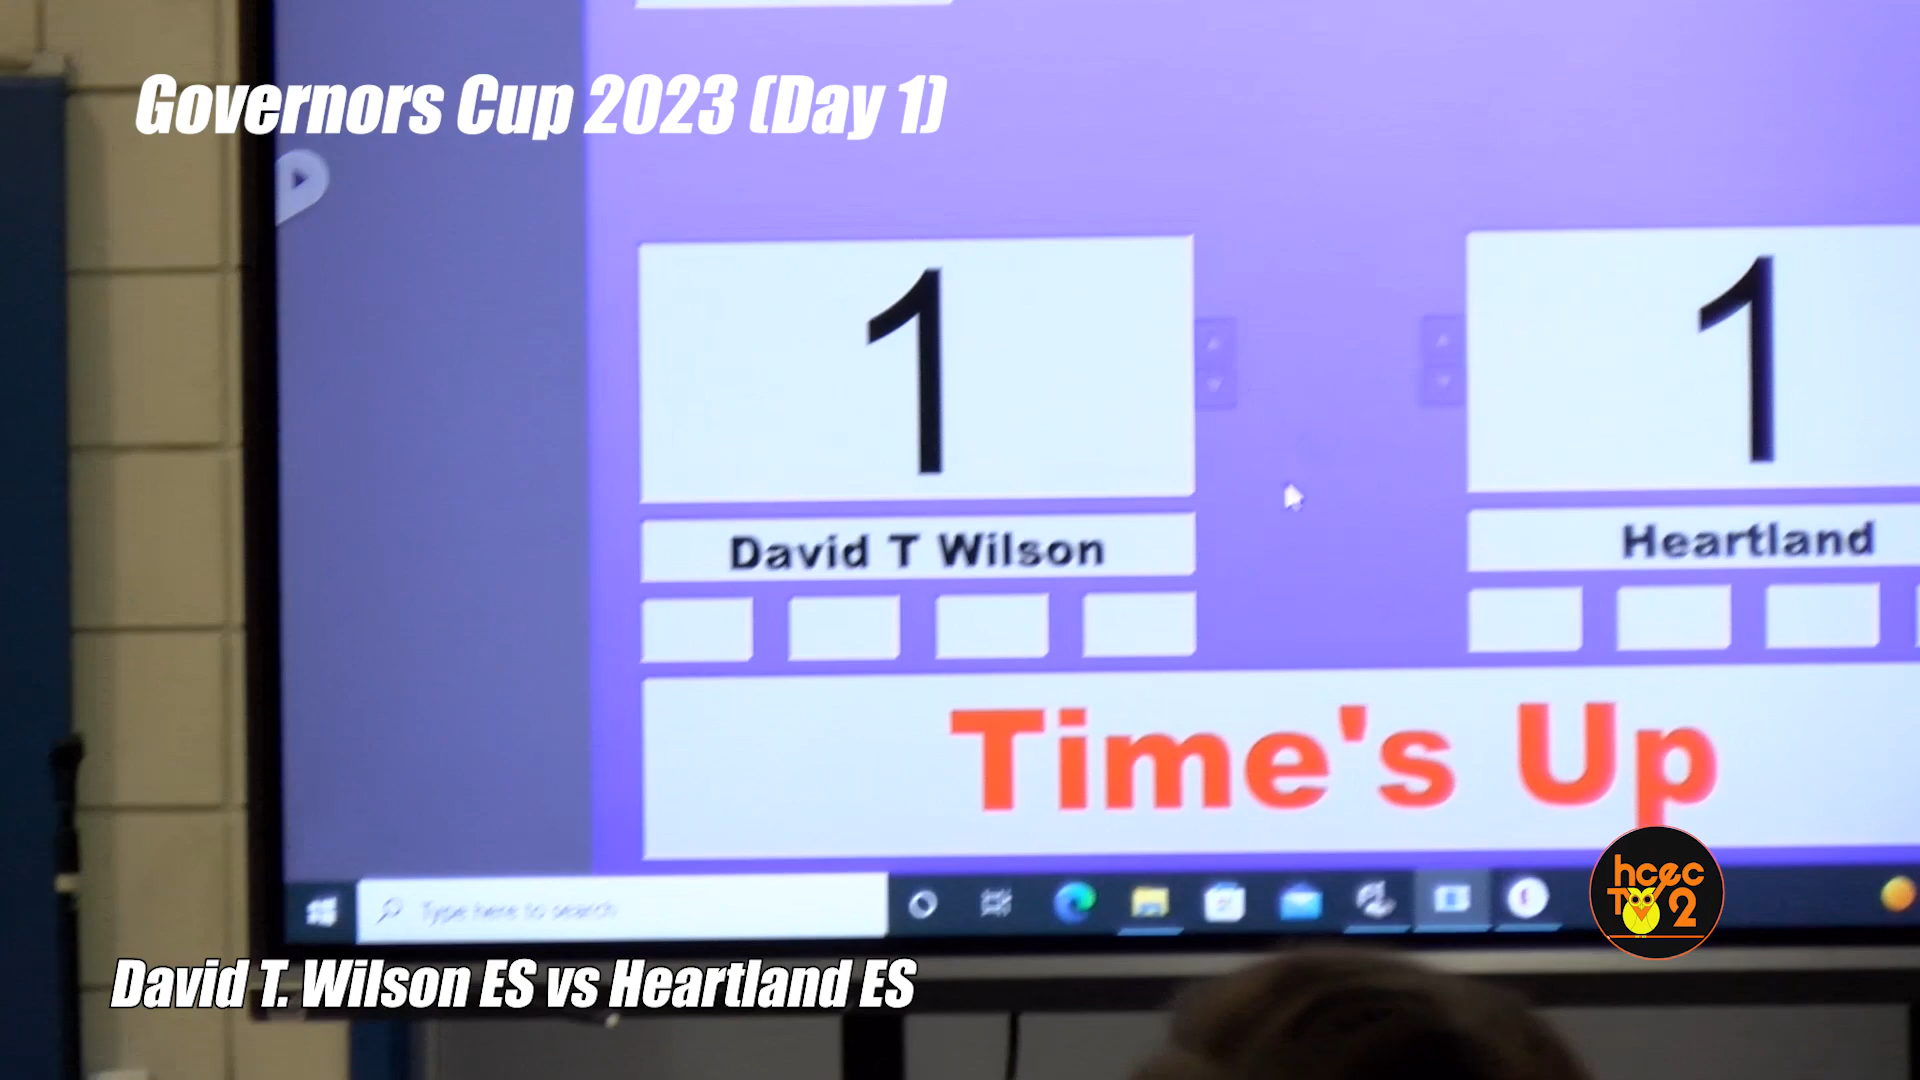 Governors Cup 2023 (Day 1)
1
1
David T Wilson
Heartland
Time's Up
Type here to search
hcec
TV 2
David T. Wilson ES vs Heartland ES